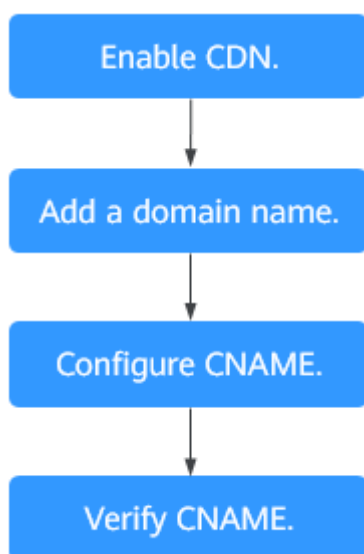 Enable CDN.
Add a domain name.
Configure CNAME.
Verify CNAME.